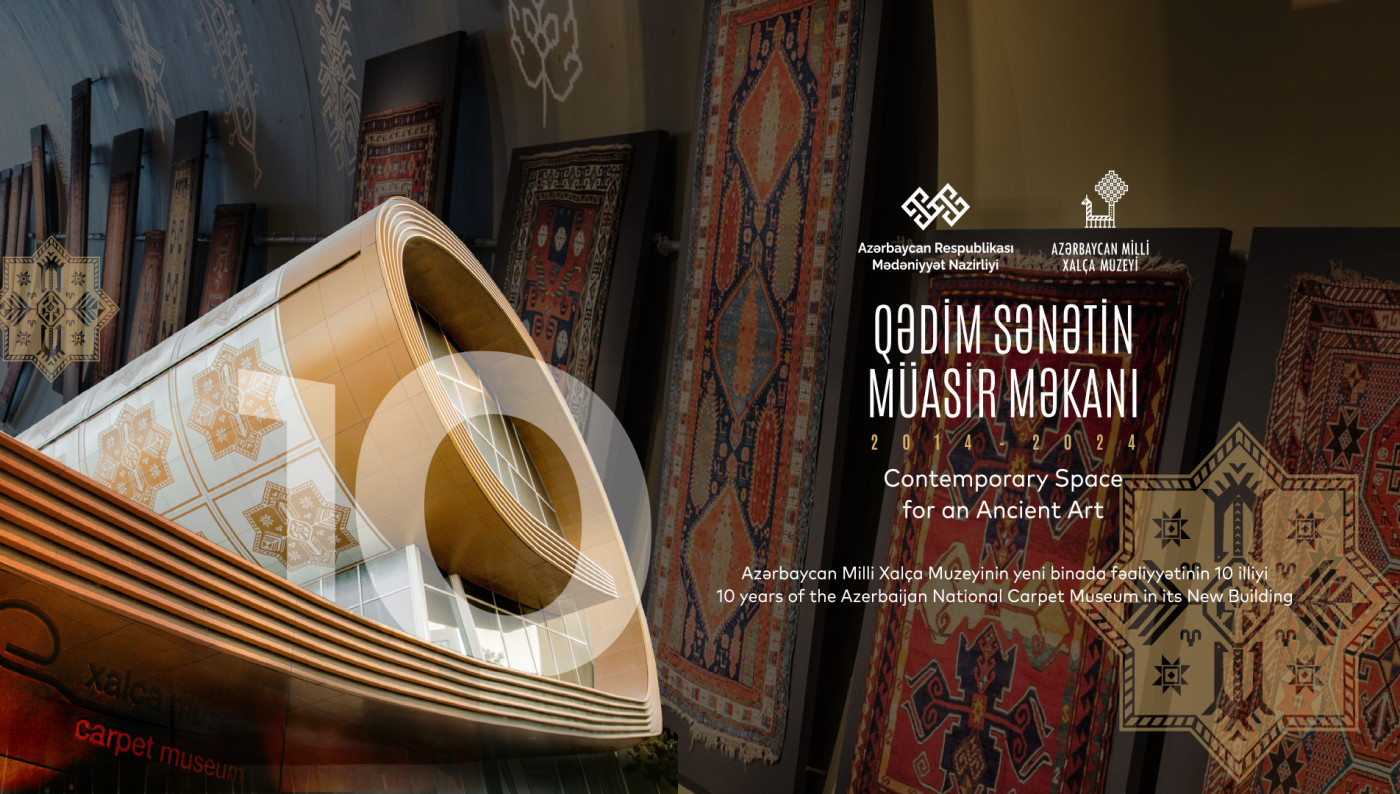 Azərbaycan Respublikası
Mədəniyyət Nazirliyi
AZƏRBAYCAN MİLLİ
XALÇA MUZEYİ
QƏDİM SƏNƏTİN
MÜASİR MƏKANI
2014-2024
Contemporary Space
for an Ancient Art
Azərbaycan Milli Xalça Muzeyinin yeni binada fəaliyyətinin 10 illiyi
10 years of the Azerbaijan National Carpet Museum in its New Building
10
xalça
carpet museum